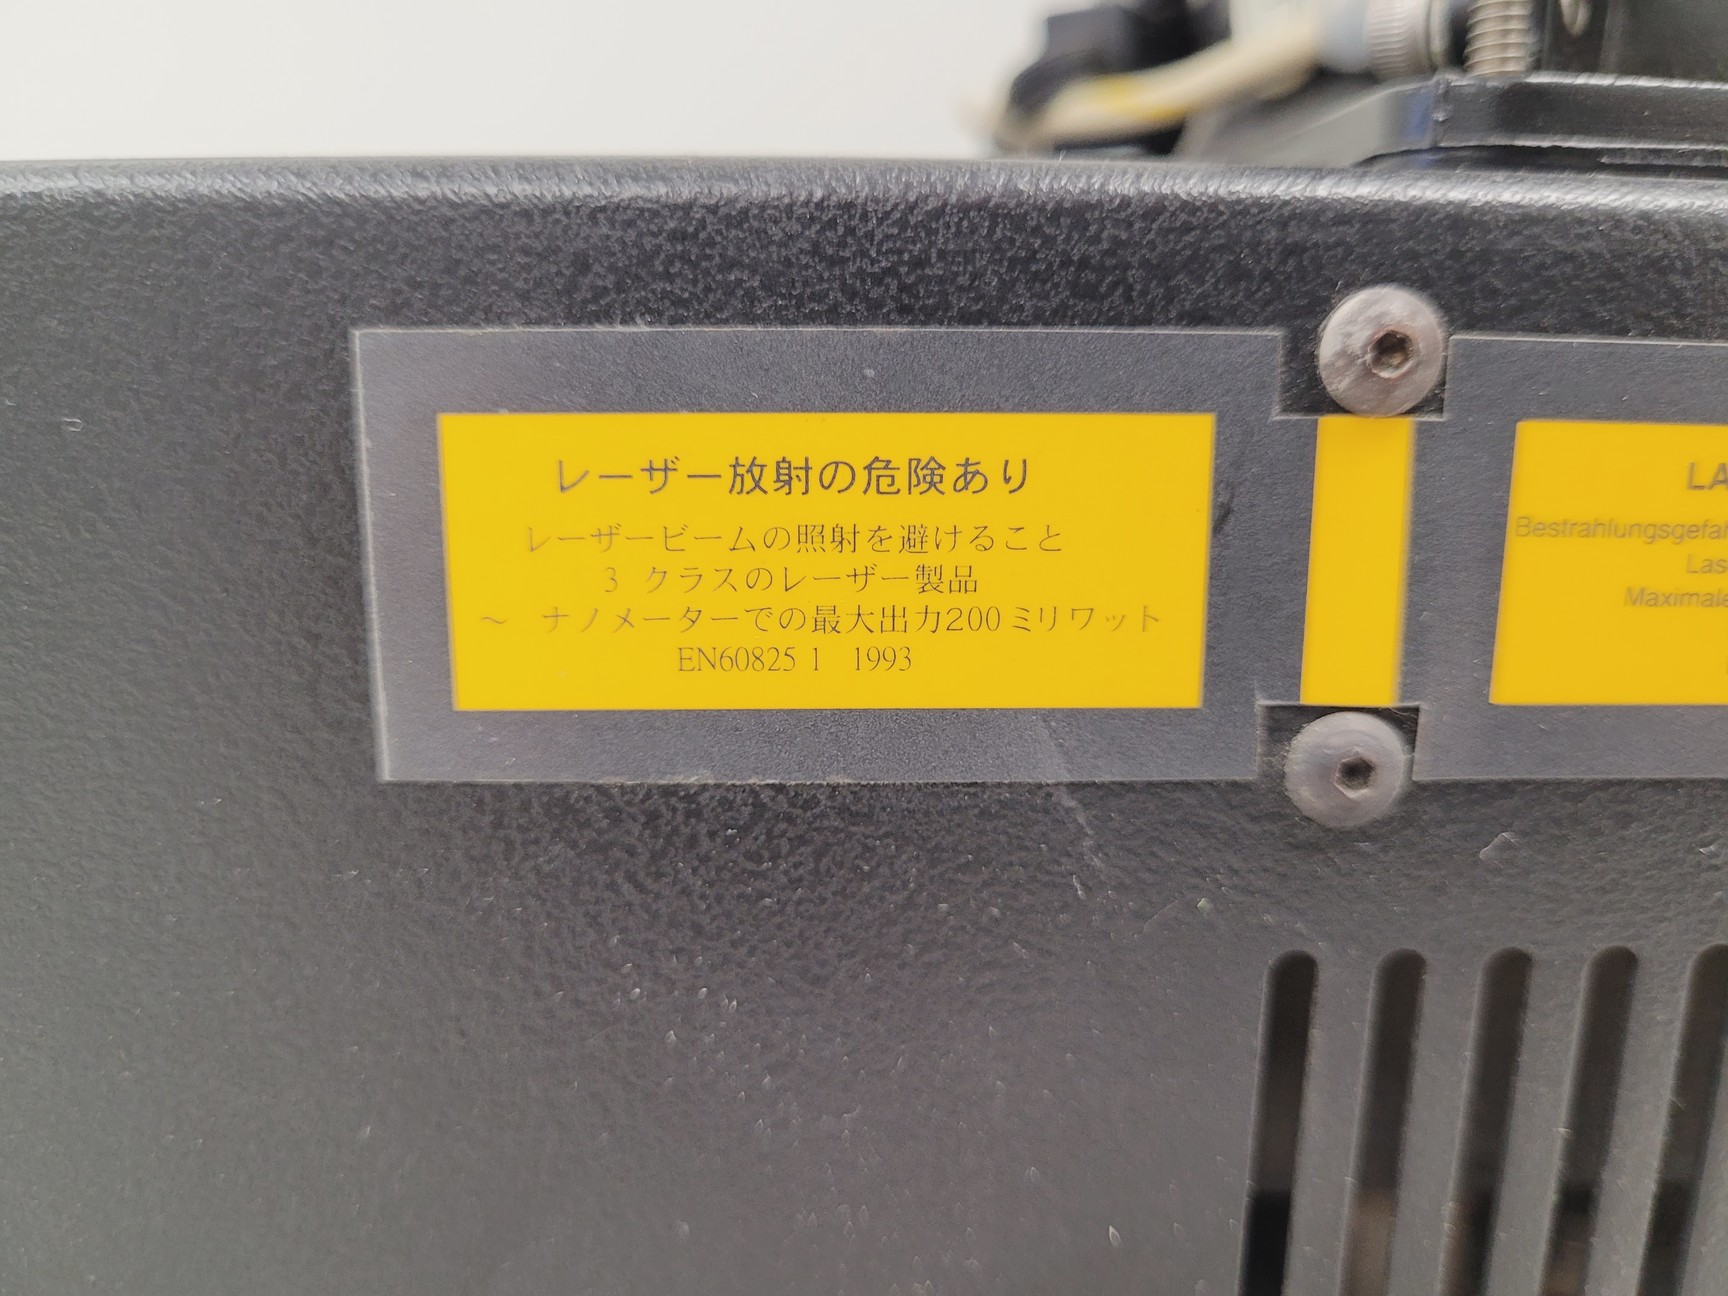 レーザー放射の危険あり
レーザービームの照射を避けること
3 クラスのレーザー製品
～ ナノメーターでの最大出力200ミリワット
EN60825 1 1993
LA
Bestrahlungsgefa
Las
Maximale